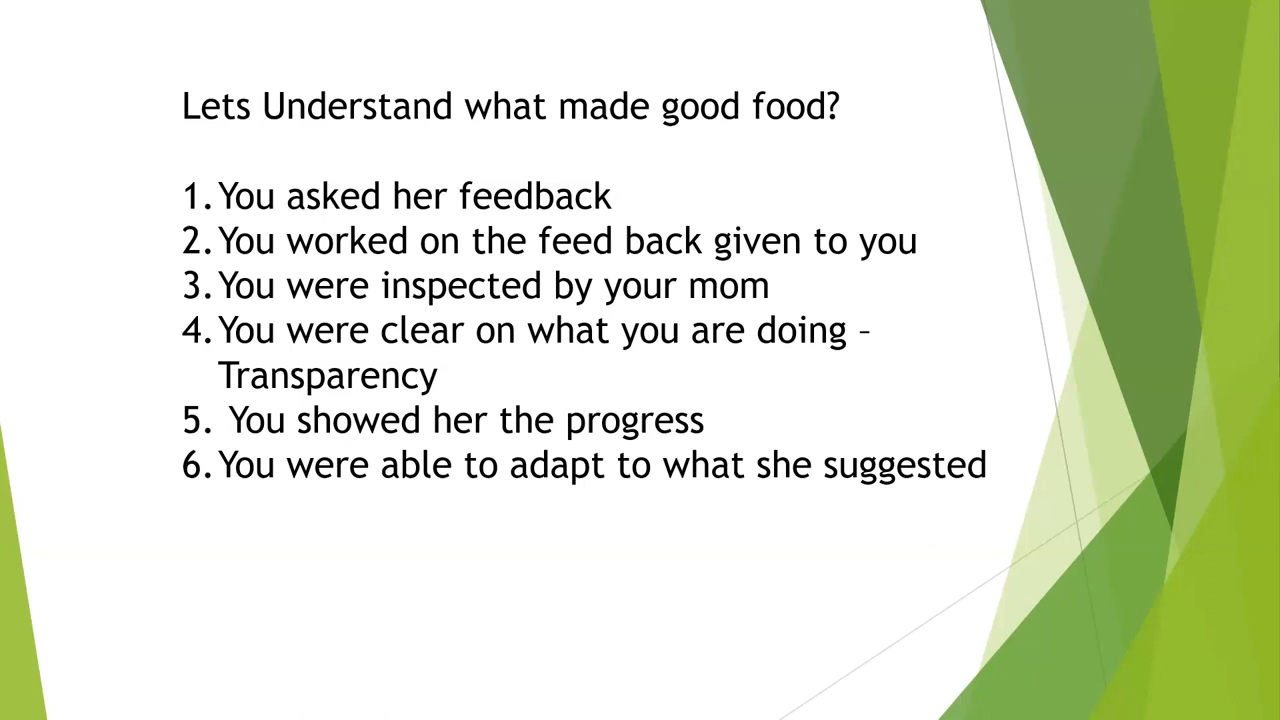 Lets Understand what made good food?
1. You asked her feedback
2. You worked on the feed back given to you
3. You were inspected by your mom
4. You were clear on what you are doing –
Transparency
5. You showed her the progress
6. You were able to adapt to what she suggested